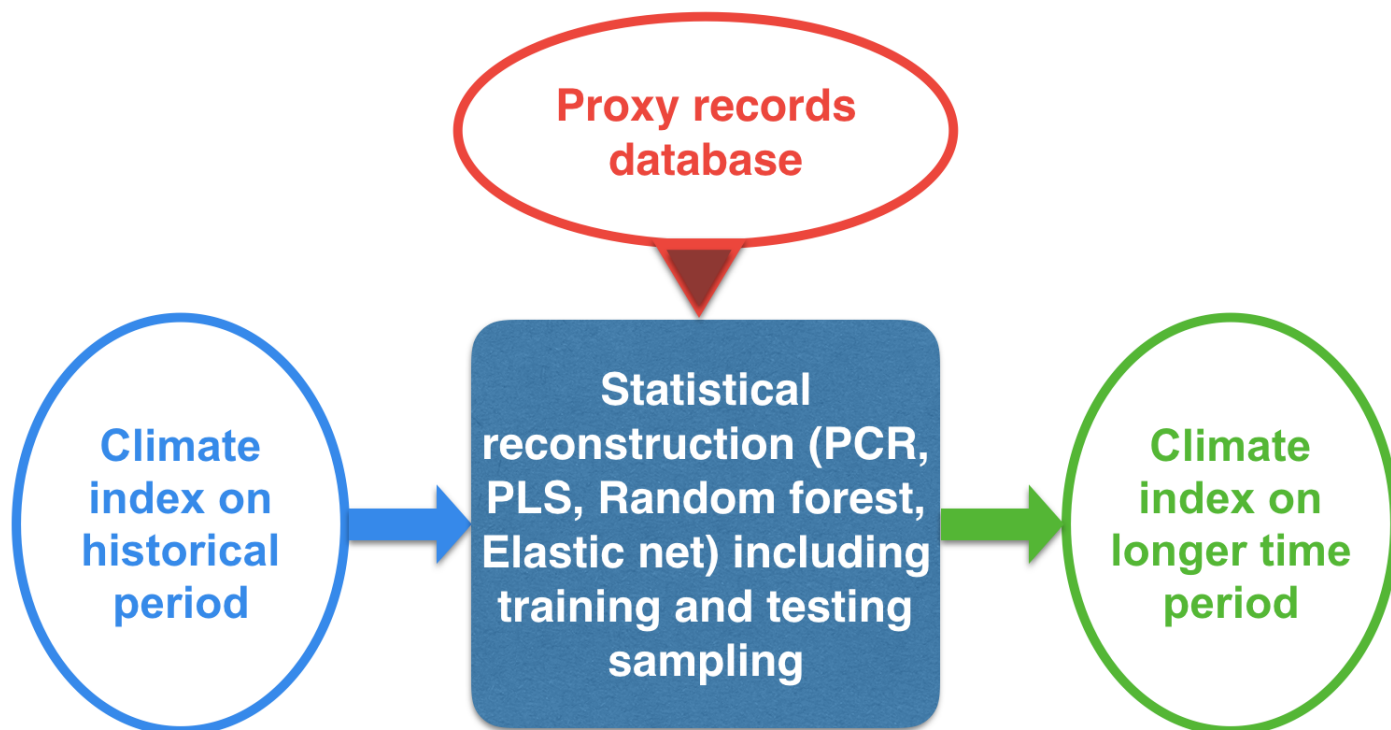 Proxy records
database
Climate
index on
historical
period
Statistical
reconstruction (PCR,
PLS, Random forest,
Elastic net) including
training and testing
sampling
Climate
index on
longer time
period